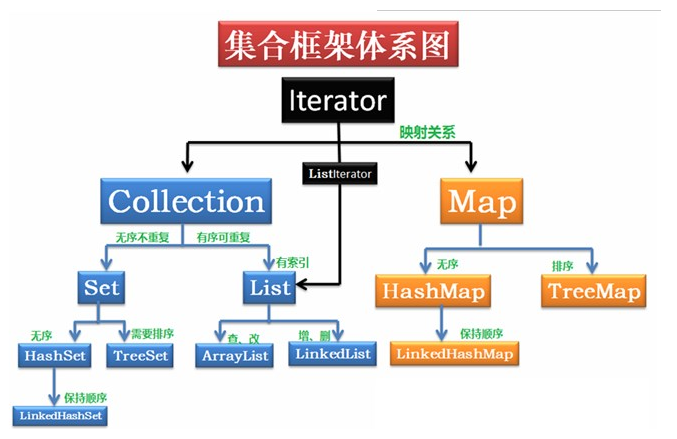 集合框架体系图
Iterator
映射关系
ListIterator
Collection
Map
无序不重复
有序可重复
有索引
无序
排序
Set
List
HashMap
TreeMap
无序
需要排序
查、改
增、删
保持顺序
HashSet
TreeSet
ArrayList
LinkedList
LinkedHashMap
保持顺序
LinkedHashSet